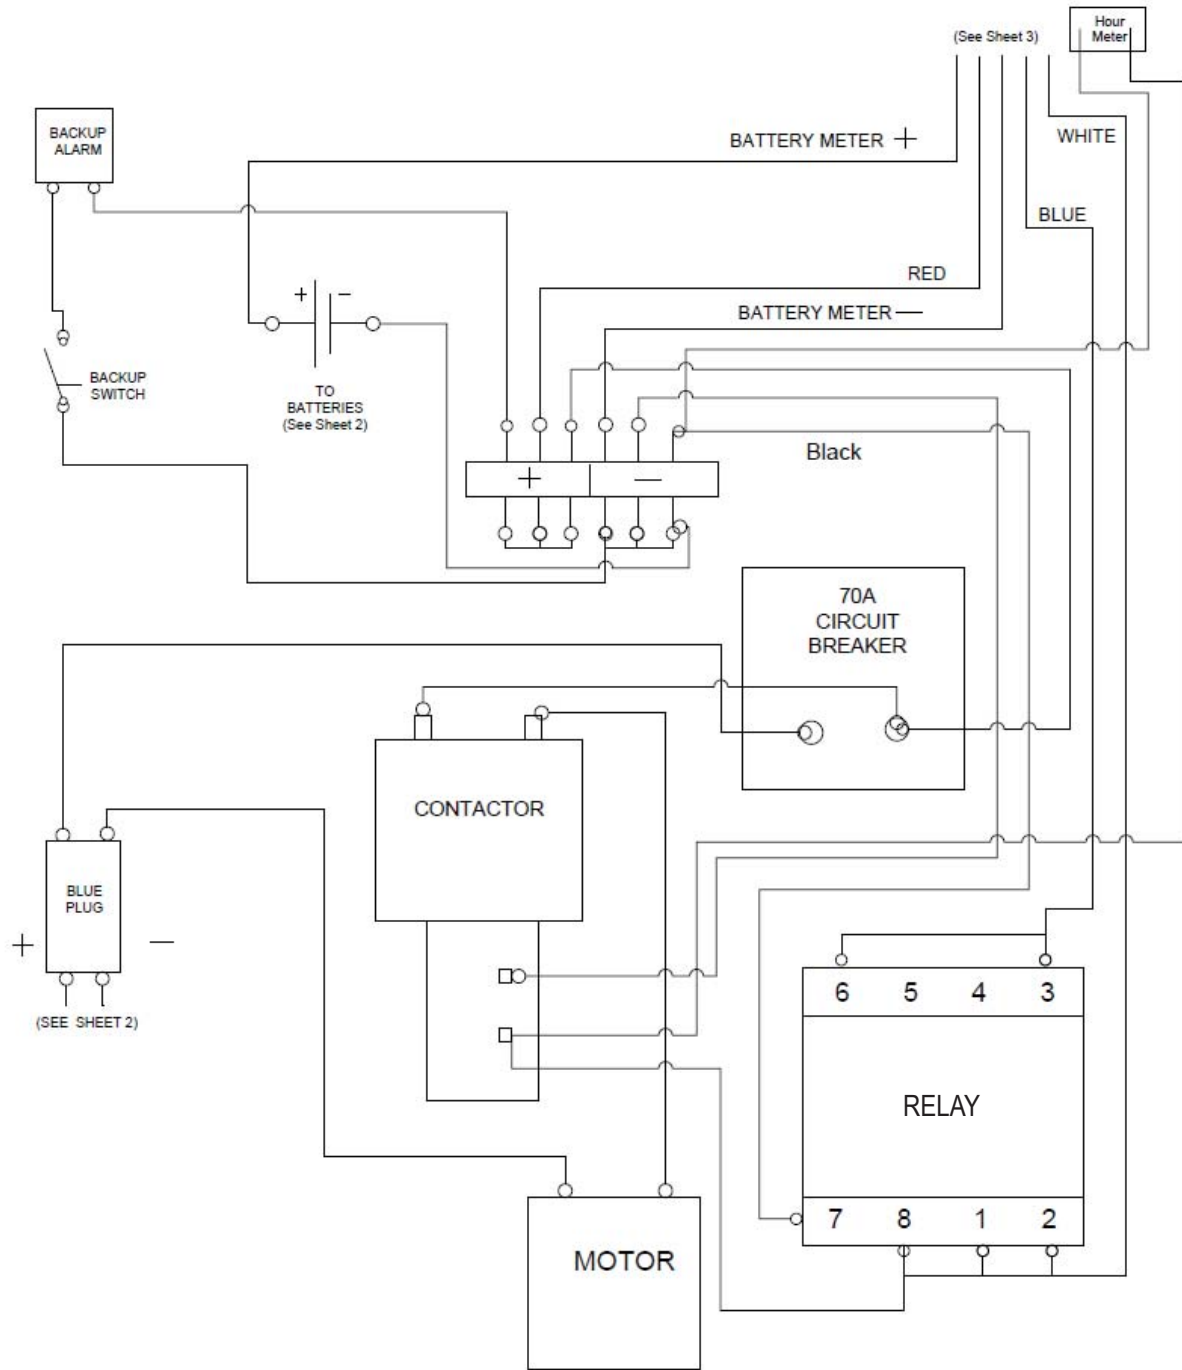 Hour
Meter
(See Sheet 3)
BACKUP
ALARM
BATTERY METER +
WHITE
BLUE
RED
+ −
BATTERY METER —
BACKUP
SWITCH
TO
BATTERIES
(See Sheet 2)
Black
+ —
70A
CIRCUIT
BREAKER
CONTACTOR
BLUE
PLUG
+ —
(SEE SHEET 2)
6 5 4 3
RELAY
7 8 1 2
MOTOR